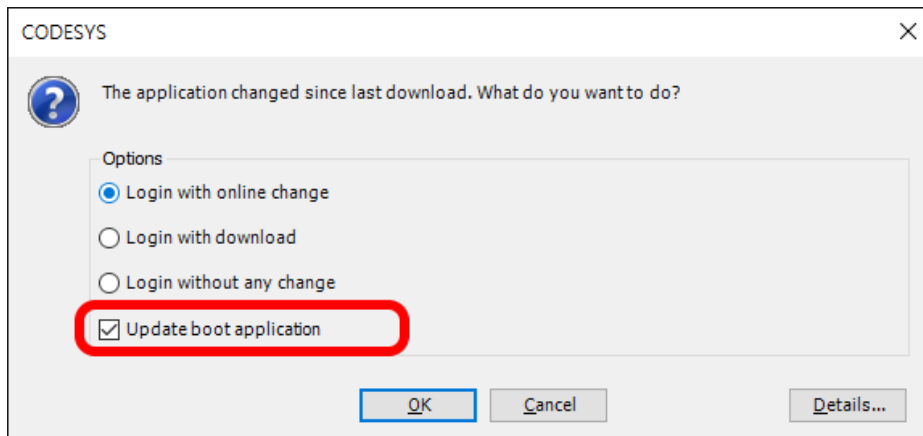 CODESYS
The application changed since last download. What do you want to do?
Options
Login with online change
Login with download
Login without any change
Update boot application
OK
Cancel
Details...